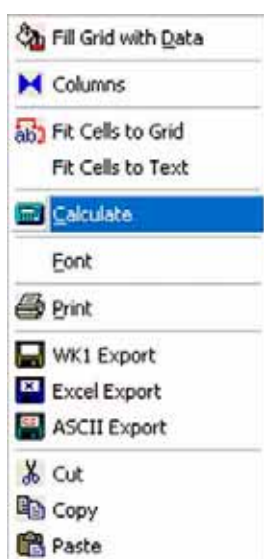 Fill Grid with Data
Columns
ab
Fit Cells to Grid
Fit Cells to Text
Calculate
Font
Print
WK1 Export
Excel Export
ASCII Export
Cut
Copy
Paste